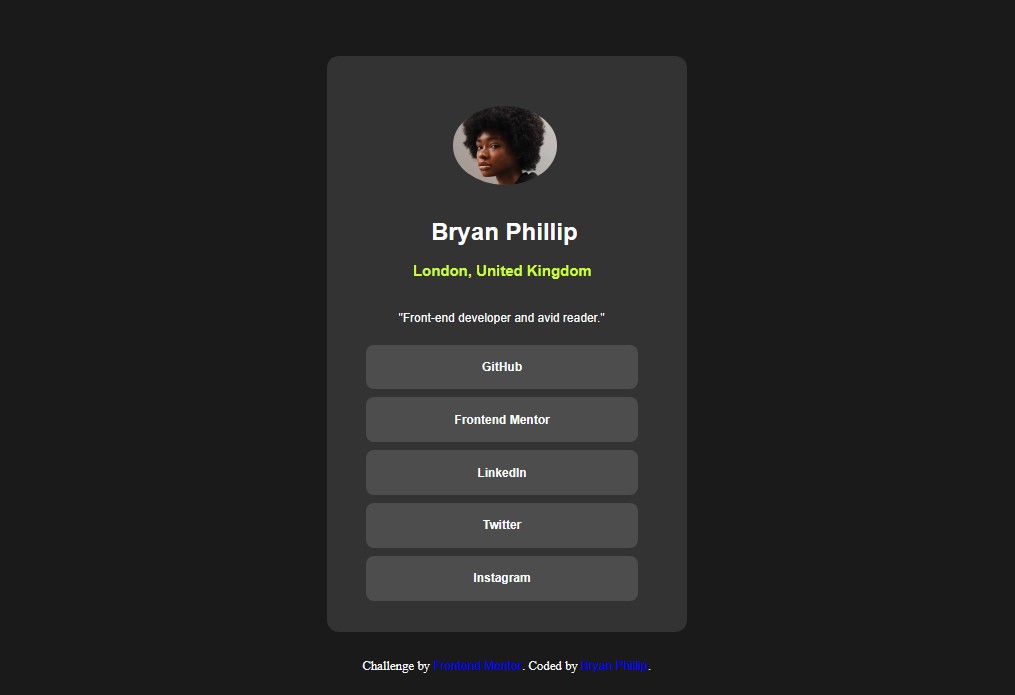 Bryan Phillip
London, United Kingdom
"Front-end developer and avid reader."
GitHub
Frontend Mentor
LinkedIn
Twitter
Instagram
Challenge by Frontend Mentor. Coded by Bryan Phillip.